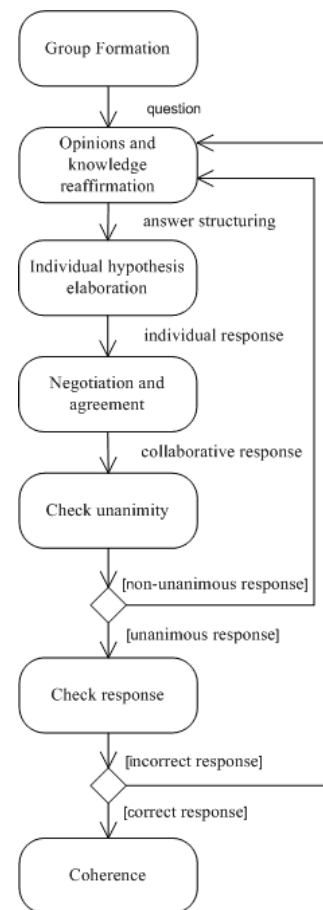 Group Formation
question
Opinions and
knowledge
reaffirmation
answer structuring
Individual hypothesis
elaboration
individual response
Negotiation and
agreement
collaborative response
Check unanimity
[non-unanimous response]
[unanimous response]
Check response
[incorrect response]
[correct response]
Coherence